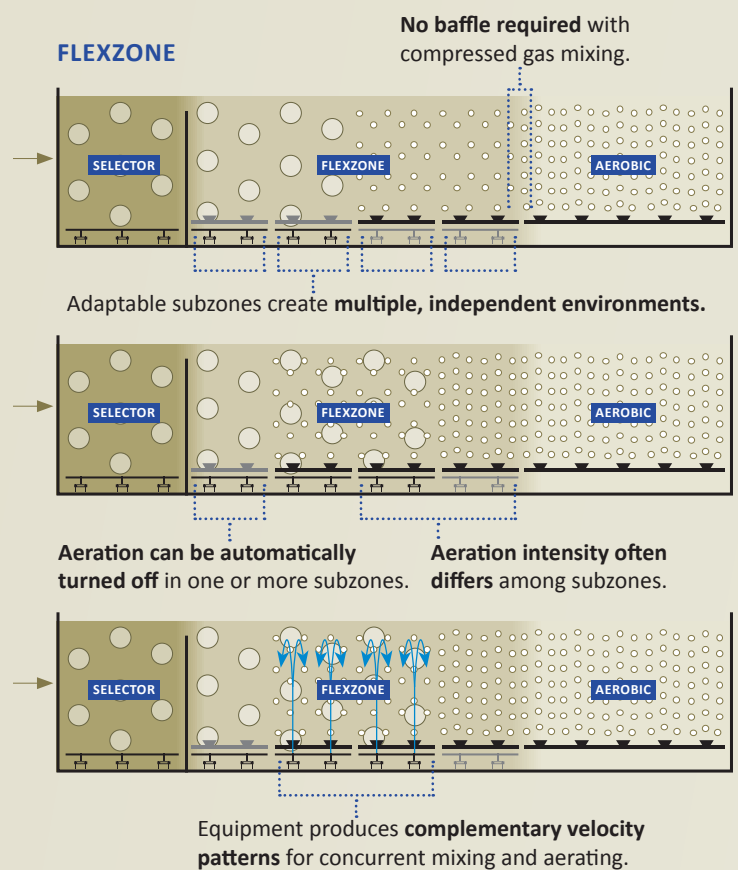 FLEXZONE
No baffle required with
compressed gas mixing.
SELECTOR
FLEXZONE
AEROBIC
Adaptable subzones create multiple, independent environments.
SELECTOR
FLEXZONE
AEROBIC
Aeration can be automatically
turned off in one or more subzones.
Aeration intensity often
differs among subzones.
SELECTOR
FLEXZONE
AEROBIC
Equipment produces complementary velocity
patterns for concurrent mixing and aerating.